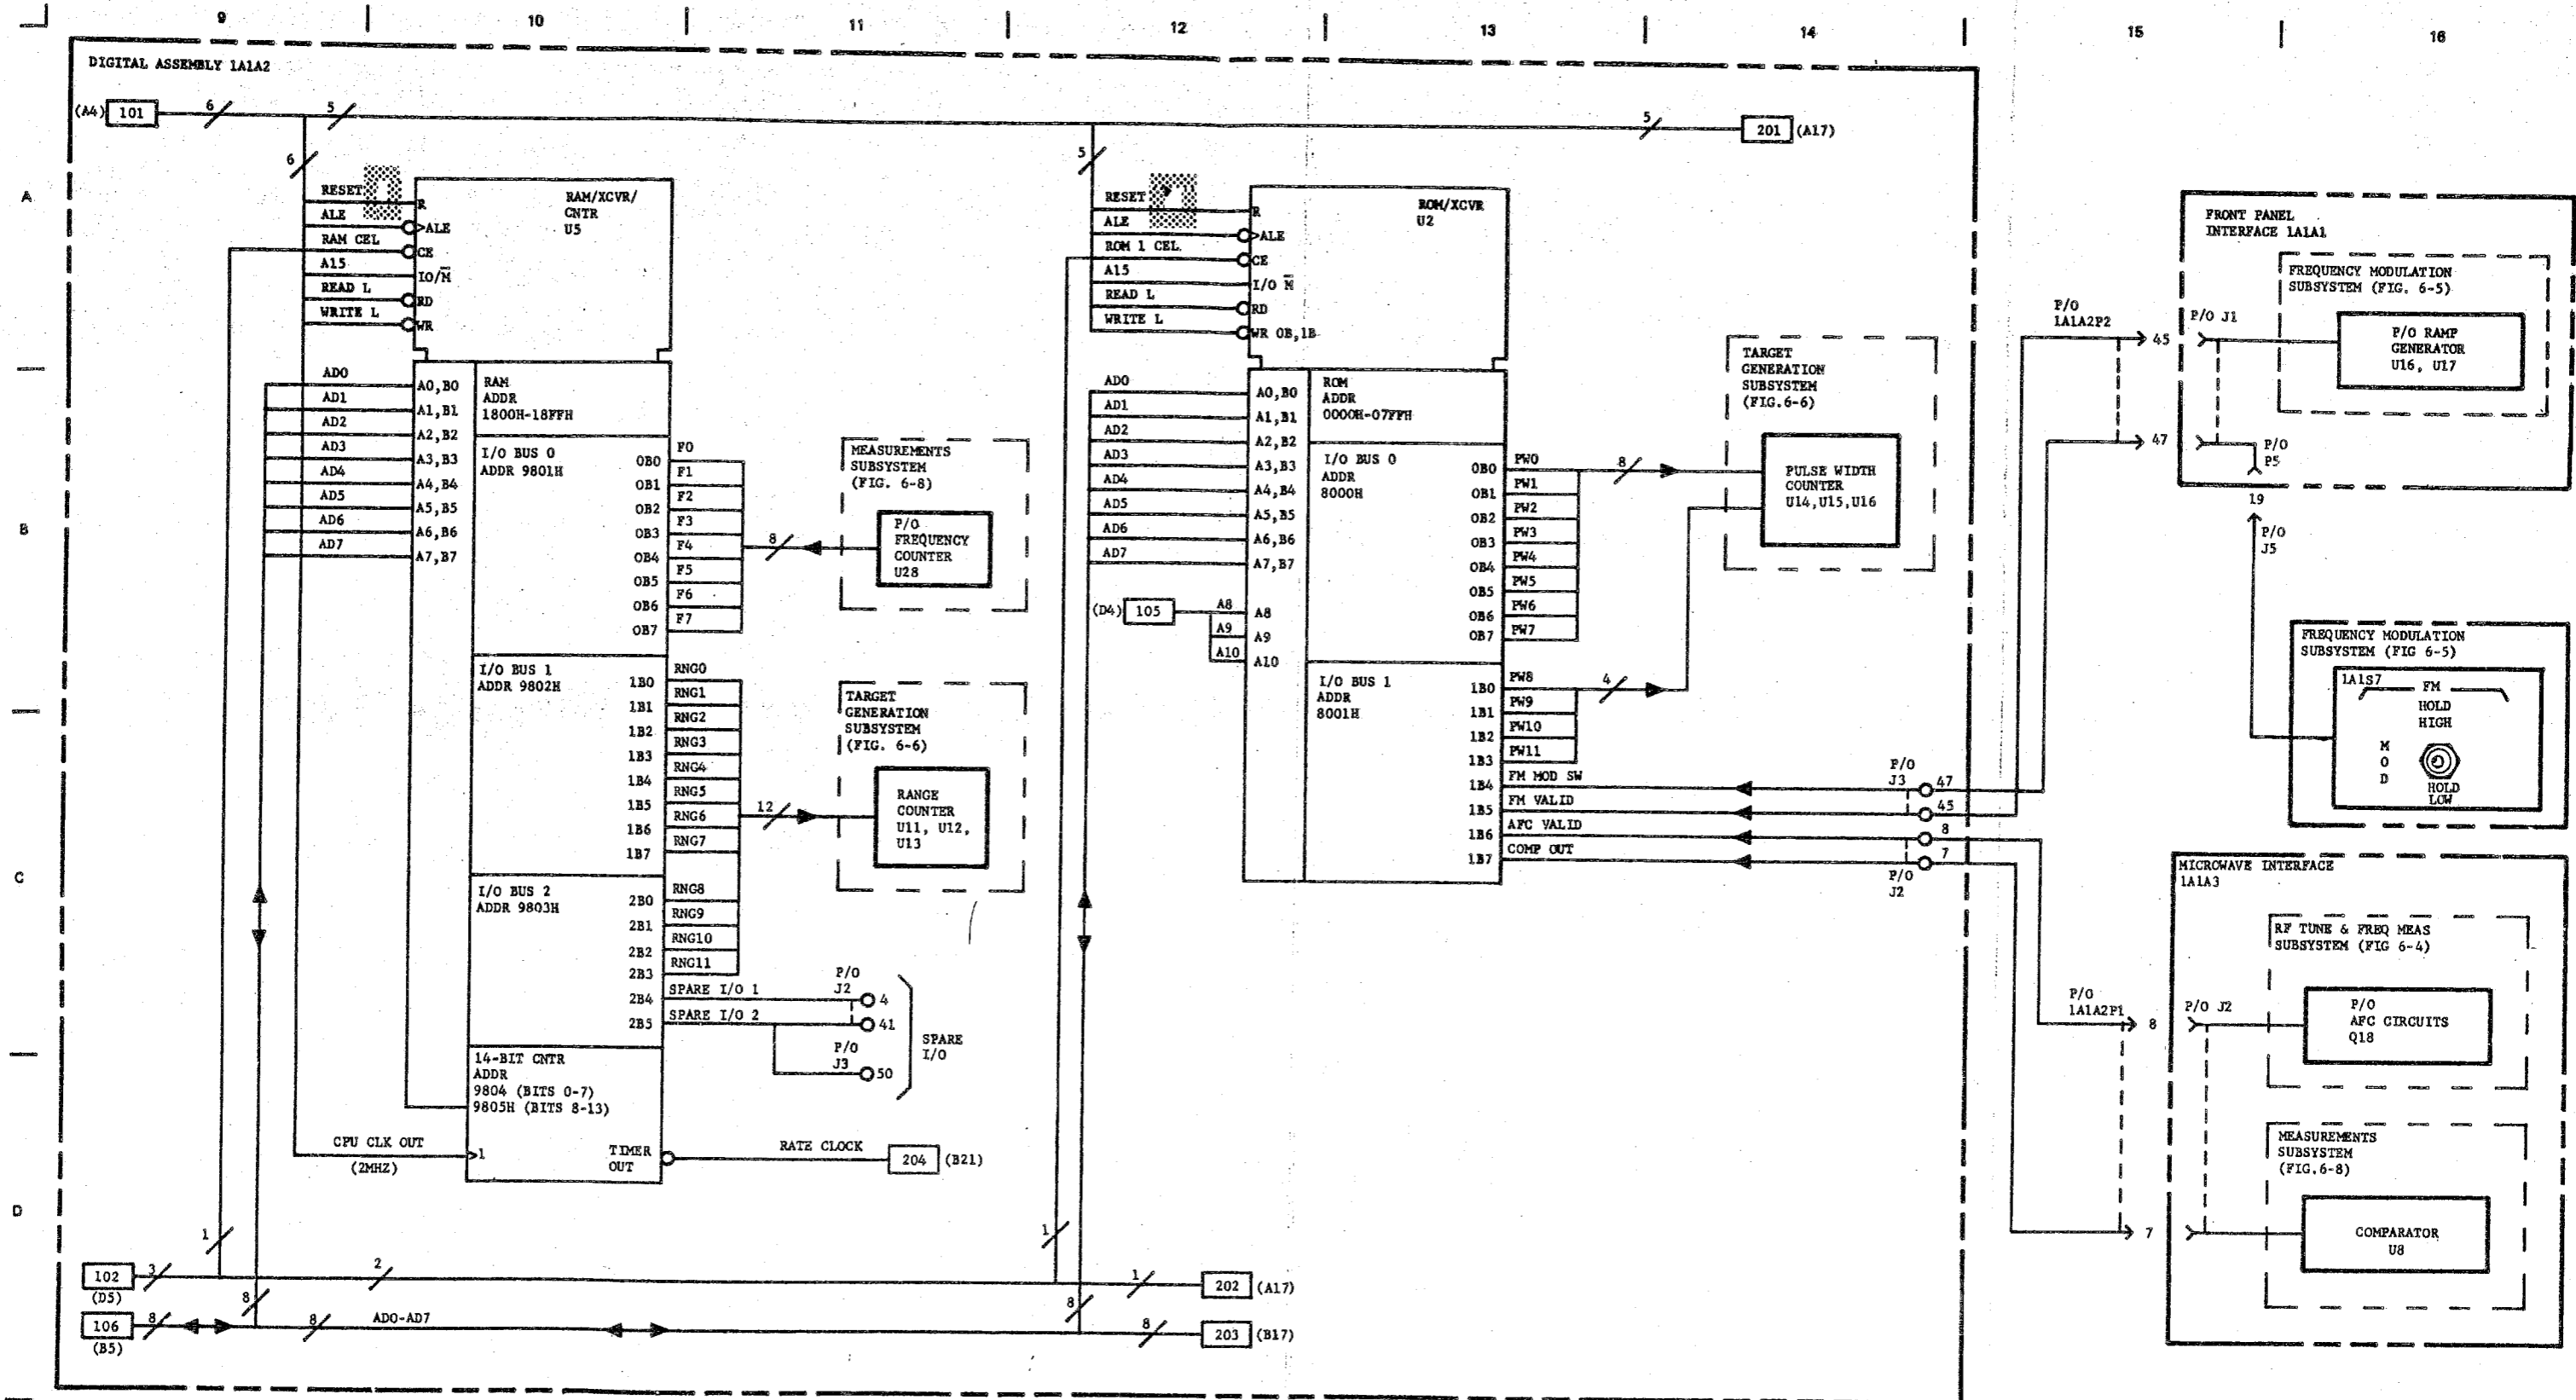 9
10
11
12
13
14
15
16
A
B
C
D
DIGITAL ASSEMBLY 1A1A2
(A4)
101
6
5
5
201
(A17)
6
RESET
ALE
RAM CEL
A15
READ L
WRITE L
R
ALE
CE
IO/M̅
RD
WR
RAM/XCVR/
CNTR
U5
AD0
AD1
AD2
AD3
AD4
AD5
AD6
AD7
A0,B0
A1,B1
A2,B2
A3,B3
A4,B4
A5,B5
A6,B6
A7,B7
RAM
ADDR
1800H-18FFH
I/O BUS 0
ADDR 9801H
OB0
OB1
OB2
OB3
OB4
OB5
OB6
OB7
F0
F1
F2
F3
F4
F5
F6
F7
8
MEASUREMENTS
SUBSYSTEM
(FIG. 6-8)
P/O
FREQUENCY
COUNTER
U28
I/O BUS 1
ADDR 9802H
1B0
1B1
1B2
1B3
1B4
1B5
1B6
1B7
RNG0
RNG1
RNG2
RNG3
RNG4
RNG5
RNG6
RNG7
12
TARGET
GENERATION
SUBSYSTEM
(FIG. 6-6)
RANGE
COUNTER
U11, U12,
U13
I/O BUS 2
ADDR 9803H
2B0
2B1
2B2
2B3
2B4
2B5
RNG8
RNG9
RNG10
RNG11
SPARE I/O 1
SPARE I/O 2
P/O
J2
4
41
P/O
J3
50
SPARE
I/O
14-BIT CNTR
ADDR
9804 (BITS 0-7)
9805H (BITS 8-13)
CPU CLK OUT
(2MHZ)
1
TIMER
OUT
RATE CLOCK
204
(B21)
5
RESET
ALE
ROM 1 CEL
A15
READ L
WRITE L
R
ALE
CE
I/O M̅
RD
WR OB,1B
ROM/XCVR
U2
AD0
AD1
AD2
AD3
AD4
AD5
AD6
AD7
A0,B0
A1,B1
A2,B2
A3,B3
A4,B4
A5,B5
A6,B6
A7,B7
(D4)
105
A8
A9
A10
A8
A9
A10
ROM
ADDR
0000H-07FFH
I/O BUS 0
ADDR
8000H
OB0
OB1
OB2
OB3
OB4
OB5
OB6
OB7
PW0
PW1
PW2
PW3
PW4
PW5
PW6
PW7
8
TARGET
GENERATION
SUBSYSTEM
(FIG.6-6)
PULSE WIDTH
COUNTER
U14,U15,U16
I/O BUS 1
ADDR
8001H
1B0
1B1
1B2
1B3
1B4
1B5
1B6
1B7
PW8
PW9
PW10
PW11
4
FM MOD SW
FM VALID
AFC VALID
COMP OUT
P/O
J3
47
45
8
7
P/O
J2
P/O
1A1A2P2
45
47
FRONT PANEL
INTERFACE 1A1A1
P/O J1
FREQUENCY MODULATION
SUBSYSTEM (FIG. 6-5)
P/O RAMP
GENERATOR
U16, U17
P/O
P5
19
P/O
J5
FREQUENCY MODULATION
SUBSYSTEM (FIG 6-5)
1A1S7
FM
HOLD
HIGH
M
O
D
HOLD
LOW
MICROWAVE INTERFACE
1A1A3
RF TUNE & FREQ MEAS
SUBSYSTEM (FIG 6-4)
P/O
1A1A2P1
8
P/O J2
P/O
AFC CIRCUITS
Q18
MEASUREMENTS
SUBSYSTEM
(FIG.6-8)
7
COMPARATOR
U8
1
1
102
(D5)
3
2
1
202
(A17)
8
8
106
(B5)
8
8
AD0-AD7
8
203
(B17)